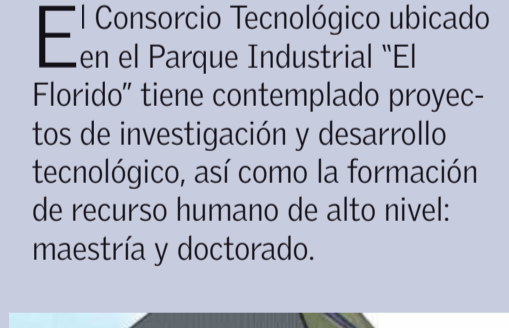 El Consorcio Tecnológico ubicado
en el Parque Industrial “El
Florido” tiene contemplado proyec-
tos de investigación y desarrollo
tecnológico, así como la formación
de recurso humano de alto nivel:
maestría y doctorado.